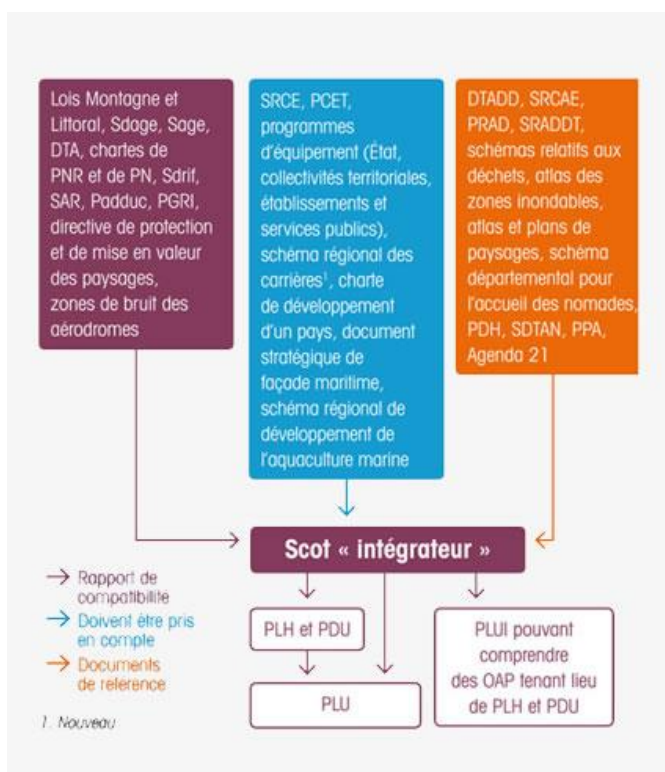 Lois Montagne et
Littoral, Sdage, Sage,
DTA, chartes de
PNR et de PN, Sdrif,
SAR, Padduc, PGRI,
directive de protection
et de mise en valeur
des paysages,
zones de bruit des
aérodromes
SRCE, PCET,
programmes
d'équipement (État,
collectivités territoriales,
établissements et
services publics),
schéma régional des
carrières¹, charte
de développement
d'un pays, document
stratégique de
façade maritime,
schéma régional de
développement de
l'aquaculture marine
DTADD, SRCAE,
PRAD, SRADDT,
schémas relatifs aux
déchets, atlas des
zones inondables,
atlas et plans de
paysages, schéma
départemental pour
l'accueil des nomades,
PDH, SDTAN, PPA,
Agenda 21
Scot « intégrateur »
Rapport de
compatibilite
Doivent être pris
en compte
Documents
de reference
1. Nouveau
PLH et PDU
PLU
PLUI pouvant
comprendre
des OAP tenant lieu
de PLH et PDU